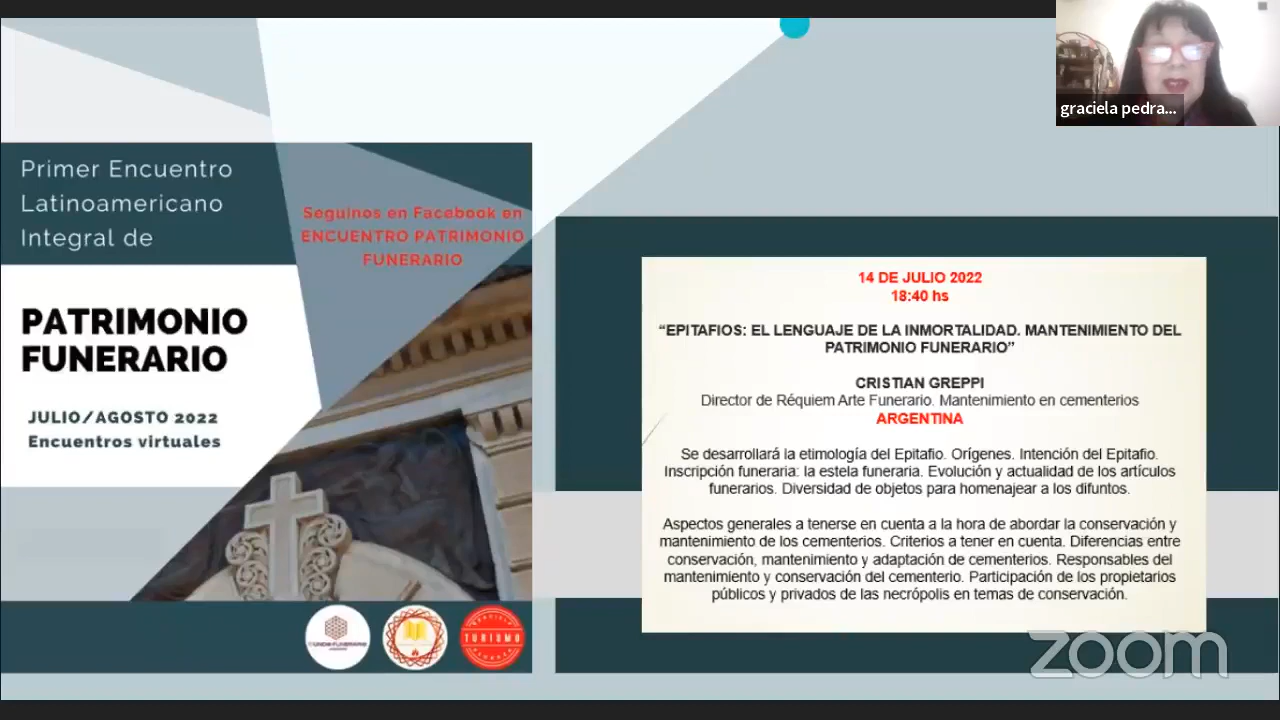 graciela pedra...
Primer Encuentro
Latinoamericano
Integral de
Seguinos en Facebook en
ENCUENTRO PATRIMONIO
FUNERARIO
PATRIMONIO
FUNERARIO
JULIO/AGOSTO 2022
Encuentros virtuales
TURISMO
14 DE JULIO 2022
18:40 hs
“EPITAFIOS: EL LENGUAJE DE LA INMORTALIDAD. MANTENIMIENTO DEL
PATRIMONIO FUNERARIO”
CRISTIAN GREPPI
Director de Réquiem Arte Funerario. Mantenimiento en cementerios
ARGENTINA
Se desarrollará la etimología del Epitafio. Orígenes. Intención del Epitafio.
Inscripción funeraria: la estela funeraria. Evolución y actualidad de los artículos
funerarios. Diversidad de objetos para homenajear a los difuntos.
Aspectos generales a tenerse en cuenta a la hora de abordar la conservación y
mantenimiento de los cementerios. Criterios a tener en cuenta. Diferencias entre
conservación, mantenimiento y adaptación de cementerios. Responsables del
mantenimiento y conservación del cementerio. Participación de los propietarios
públicos y privados de las necrópolis en temas de conservación.
zoom